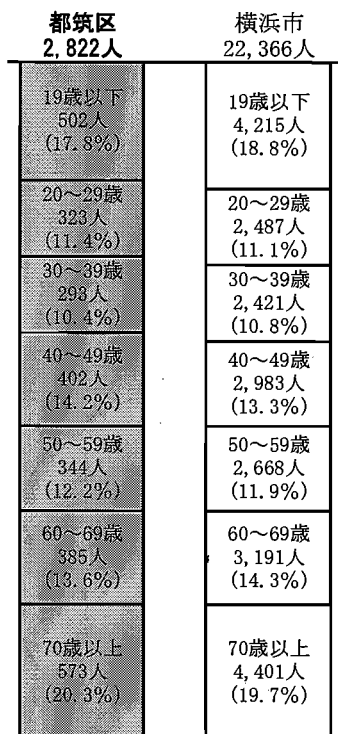 都筑区
2,822人
19歳以下
502人
(17.8%)
20～29歳
323人
(11.4%)
30～39歳
293人
(10.4%)
40～49歳
402人
(14.2%)
50～59歳
344人
(12.2%)
60～69歳
385人
(13.6%)
70歳以上
573人
(20.3%)
横浜市
22,366人
19歳以下
4,215人
(18.8%)
20～29歳
2,487人
(11.1%)
30～39歳
2,421人
(10.8%)
40～49歳
2,983人
(13.3%)
50～59歳
2,668人
(11.9%)
60～69歳
3,191人
(14.3%)
70歳以上
4,401人
(19.7%)